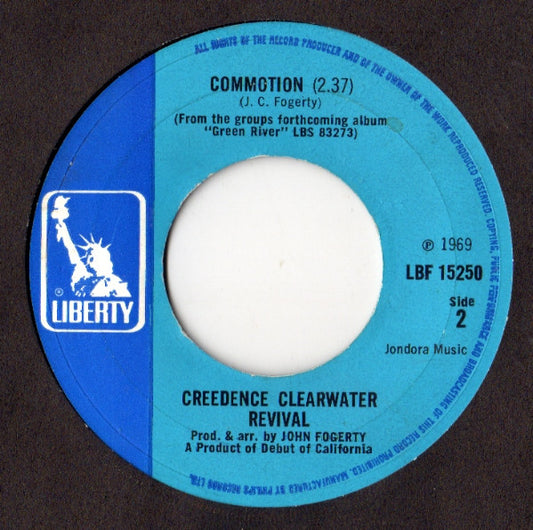 ALL RIGHTS OF THE RECORD PRODUCER AND OF THE OWNER OF THE WORK REPRODUCED RESERVED. COPYING, PUBLIC PERFORMANCE AND BROADCASTING OF THIS RECORD PROHIBITED. MANUFACTURED BY PHILIPS RECORDS LTD.
COMMOTION (2.37)
(J. C. Fogerty)
(From the groups forthcoming album
"Green River" LBS 83273)
℗ 1969
LBF 15250
Side
2
Jondora Music
®
LIBERTY
CREEDENCE CLEARWATER
REVIVAL
Prod. & arr. by JOHN FOGERTY
A Product of Debut of California